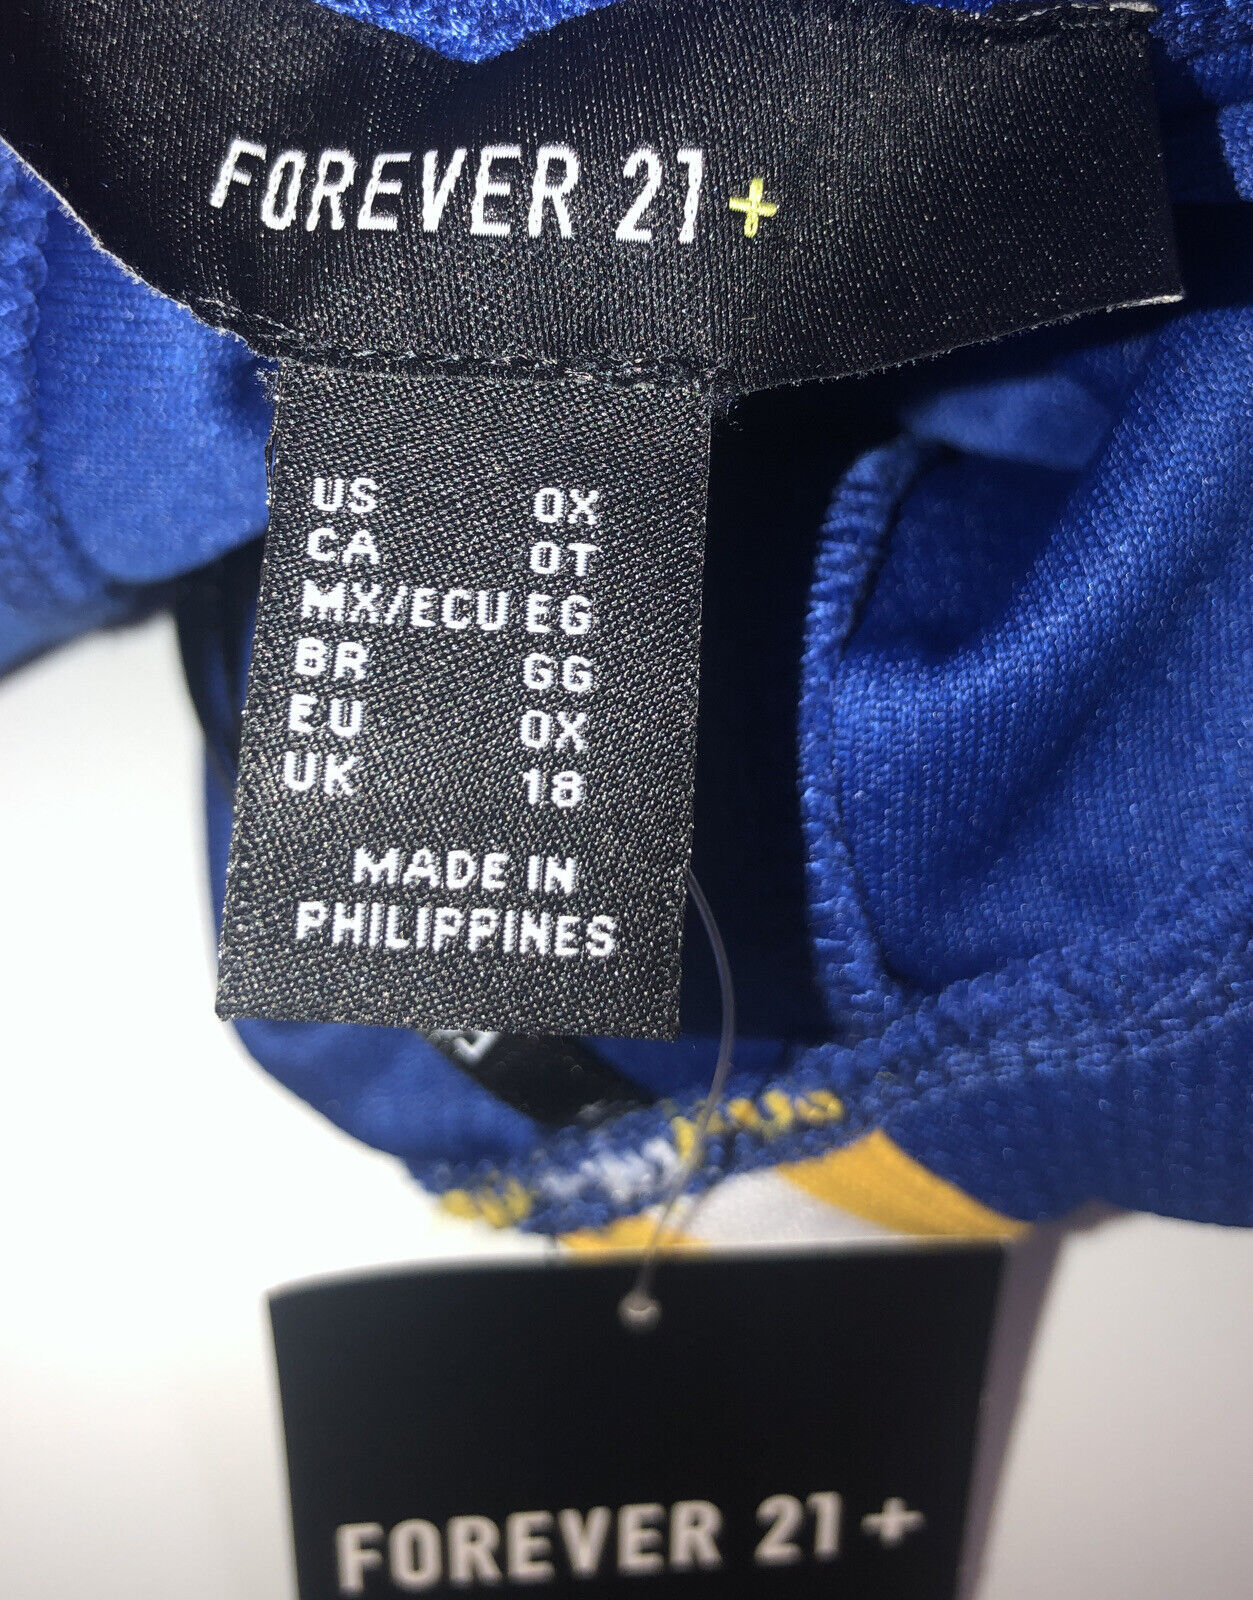 FOREVER 21+
US 0X
CA 0T
MX/ECU EG
BR GG
EU 0X
UK 18
MADE IN
PHILIPPINES
FOREVER 21+